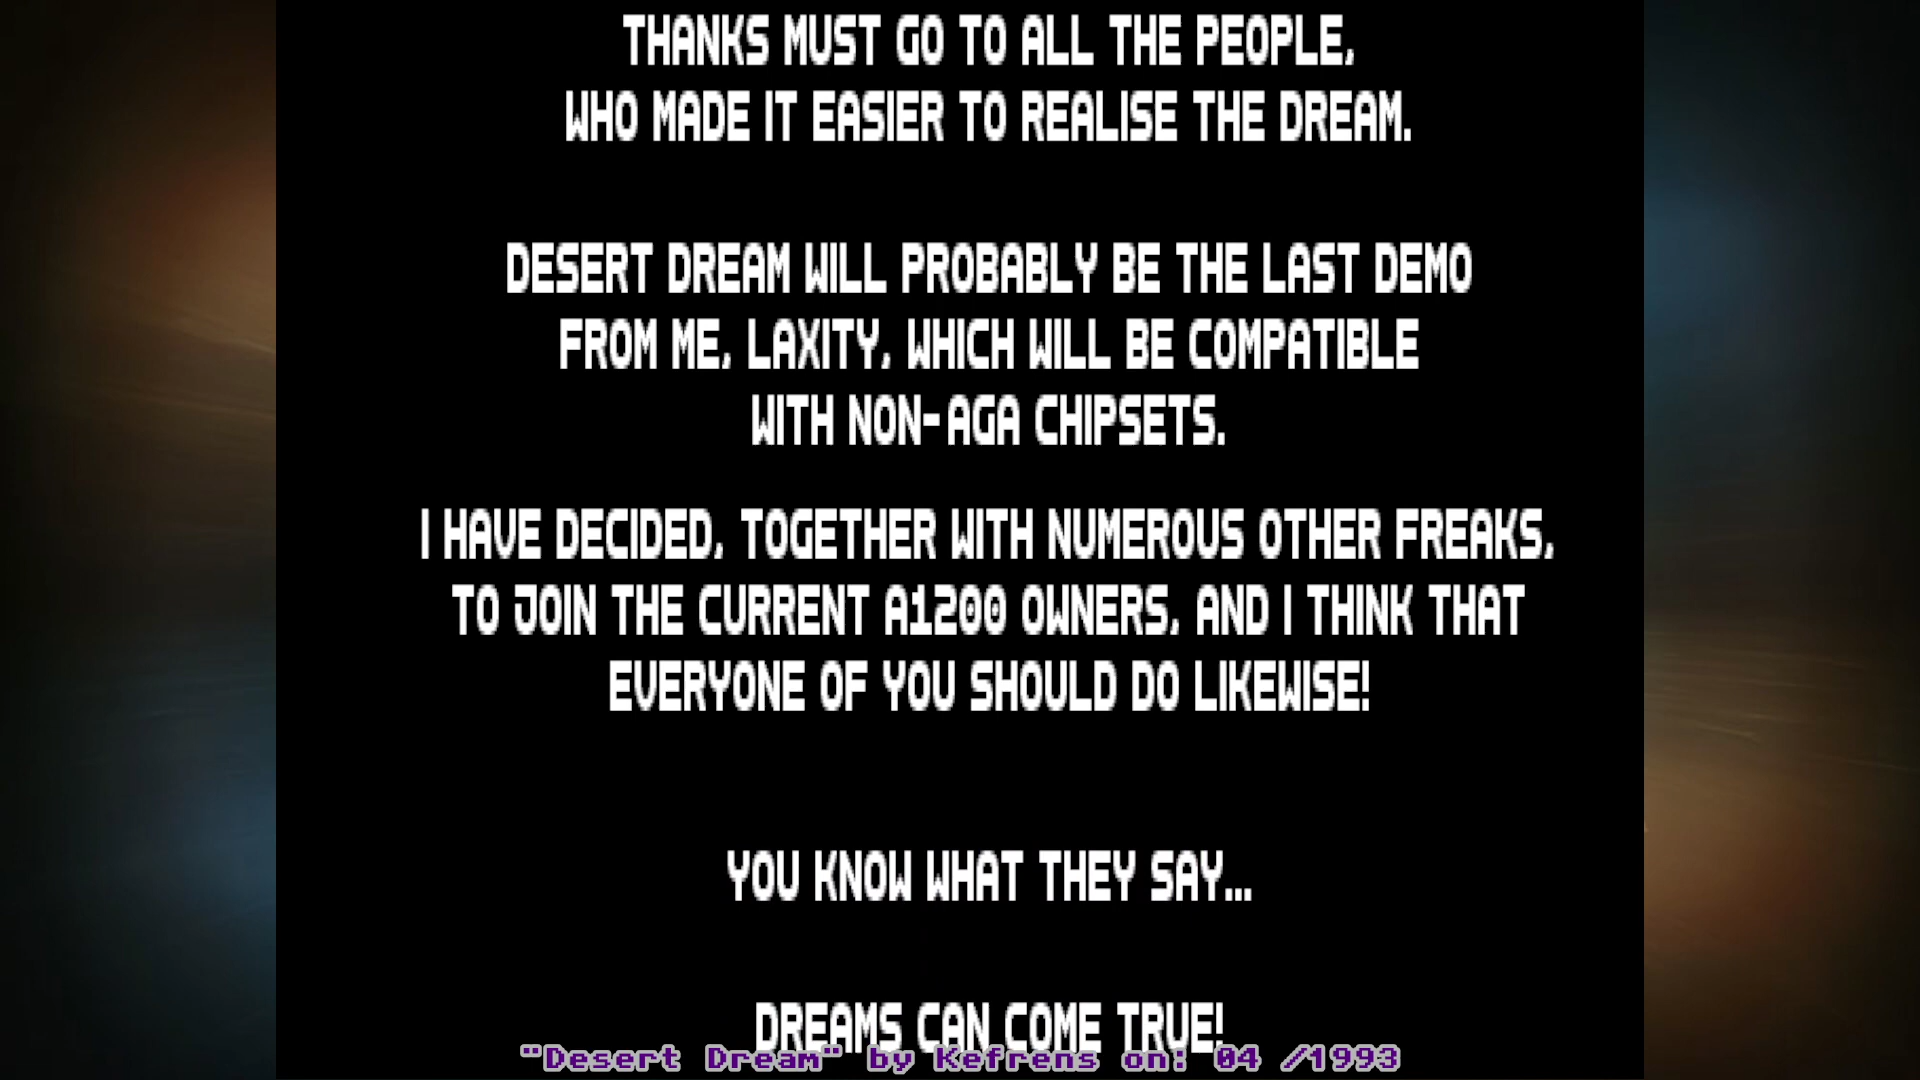 THANKS MUST GO TO ALL THE PEOPLE,
WHO MADE IT EASIER TO REALISE THE DREAM.
DESERT DREAM WILL PROBABLY BE THE LAST DEMO
FROM ME, LAXITY, WHICH WILL BE COMPATIBLE
WITH NON-AGA CHIPSETS.
I HAVE DECIDED, TOGETHER WITH NUMEROUS OTHER FREAKS,
TO JOIN THE CURRENT A1200 OWNERS, AND I THINK THAT
EVERYONE OF YOU SHOULD DO LIKEWISE!
YOU KNOW WHAT THEY SAY...
DREAMS CAN COME TRUE!
"Desert Dream" by Kefrens on: 04 /1993